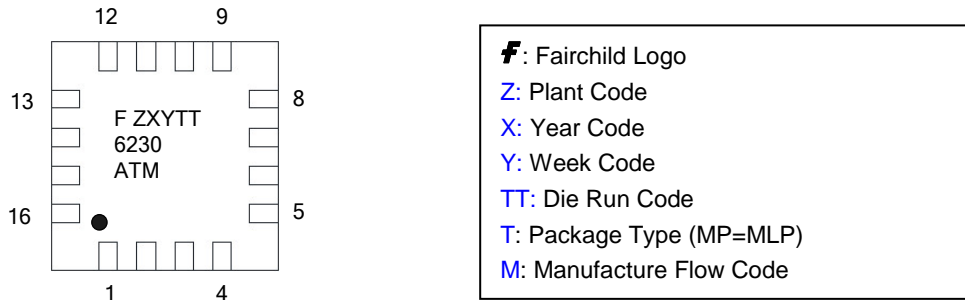 12 9
13 8
F ZXYTT
6230
ATM
16 5
1 4
F: Fairchild Logo
Z: Plant Code
X: Year Code
Y: Week Code
TT: Die Run Code
T: Package Type (MP=MLP)
M: Manufacture Flow Code